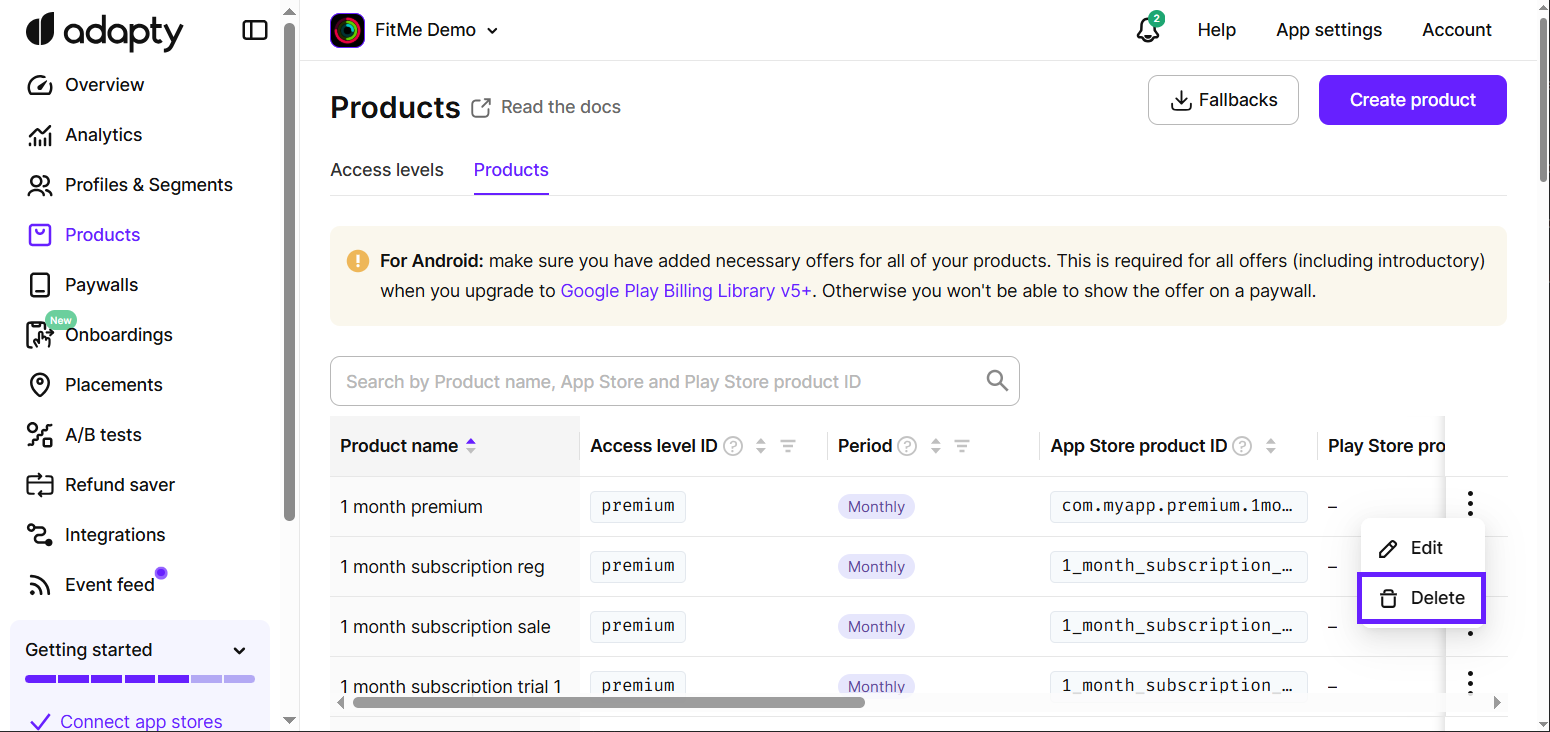 adapty
Overview
Analytics
Profiles & Segments
Products
Paywalls
New
Onboardings
Placements
A/B tests
Refund saver
Integrations
Event feed
Getting started
Connect app stores
FitMe Demo
2
Help
App settings
Account
Products
Read the docs
Fallbacks
Create product
Access levels
Products
For Android: make sure you have added necessary offers for all of your products. This is required for all offers (including introductory)
when you upgrade to Google Play Billing Library v5+. Otherwise you won't be able to show the offer on a paywall.
Search by Product name, App Store and Play Store product ID
Product name Access level ID ? Period ? App Store product ID ? Play Store pro
1 month premium premium Monthly com.myapp.premium.1mo… –
Edit
1 month subscription reg premium Monthly 1_month_subscription_… –
Delete
1 month subscription sale premium Monthly 1_month_subscription_… –
1 month subscription trial 1 premium Monthly 1_month_subscription_… –